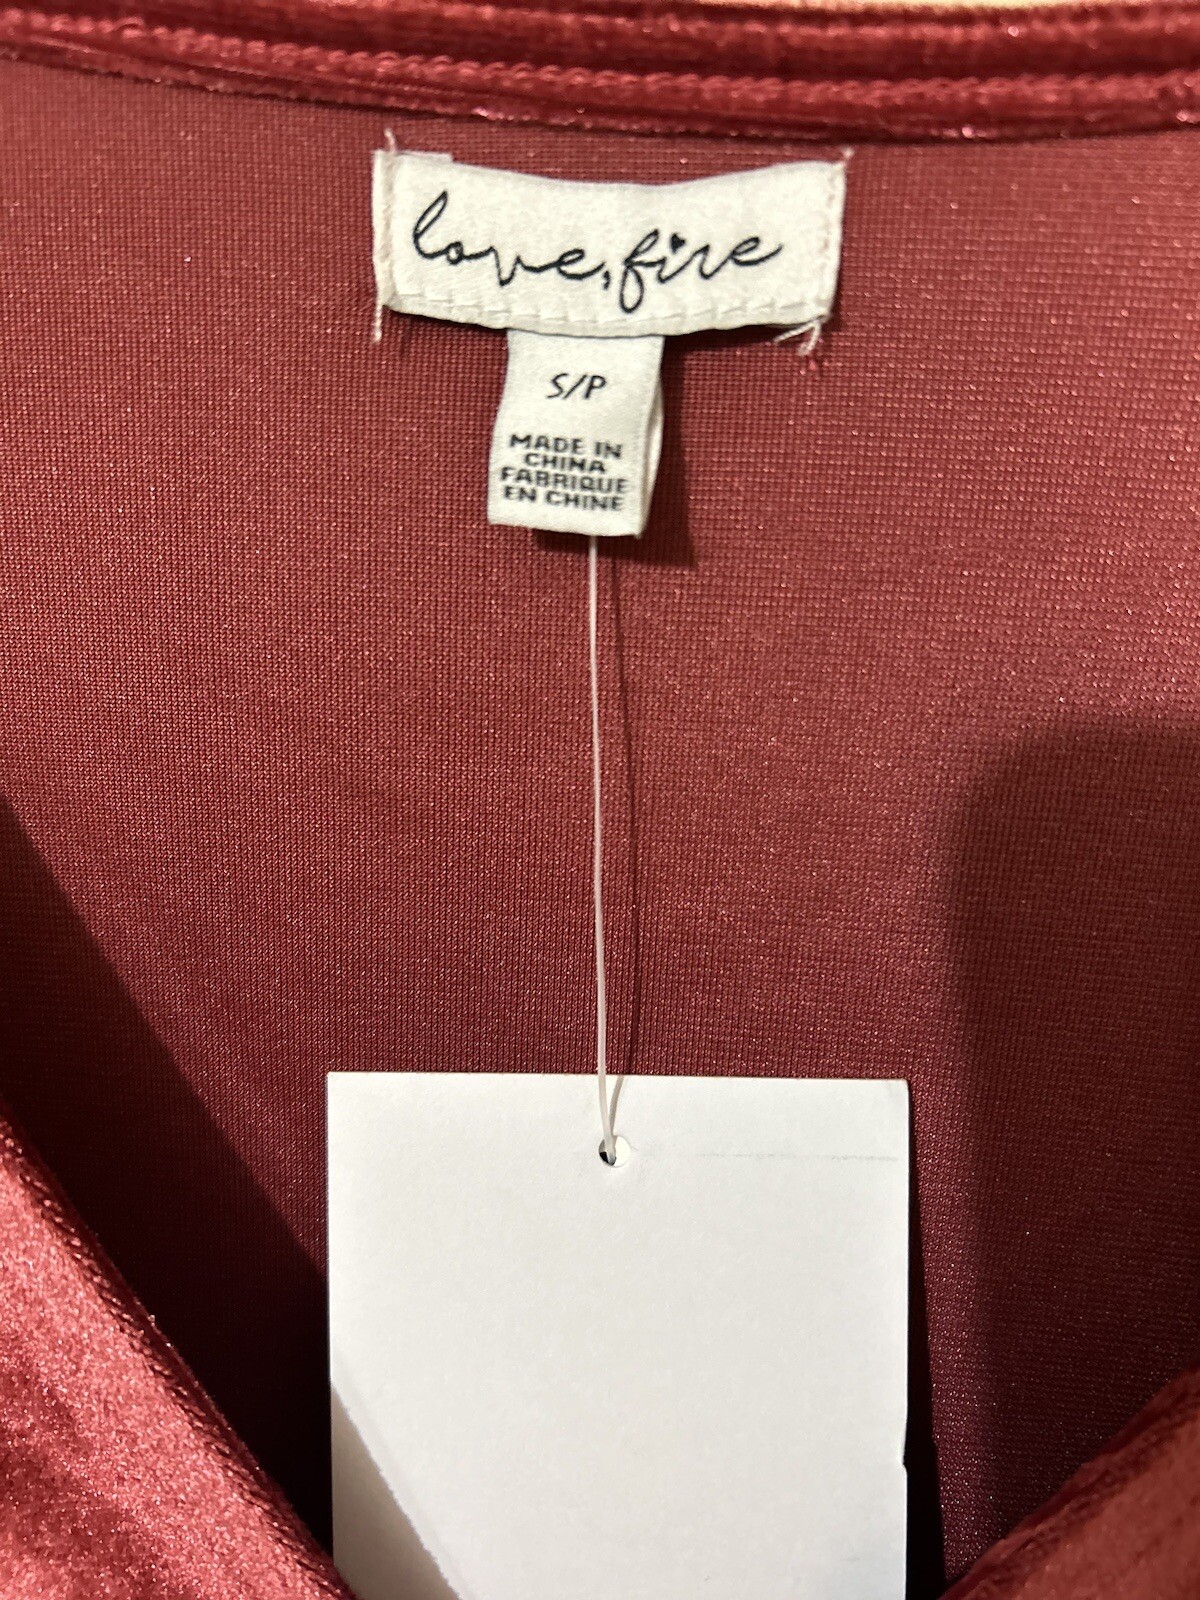 love, fire
S/P
MADE IN
CHINA
FABRIQUE
EN CHINE